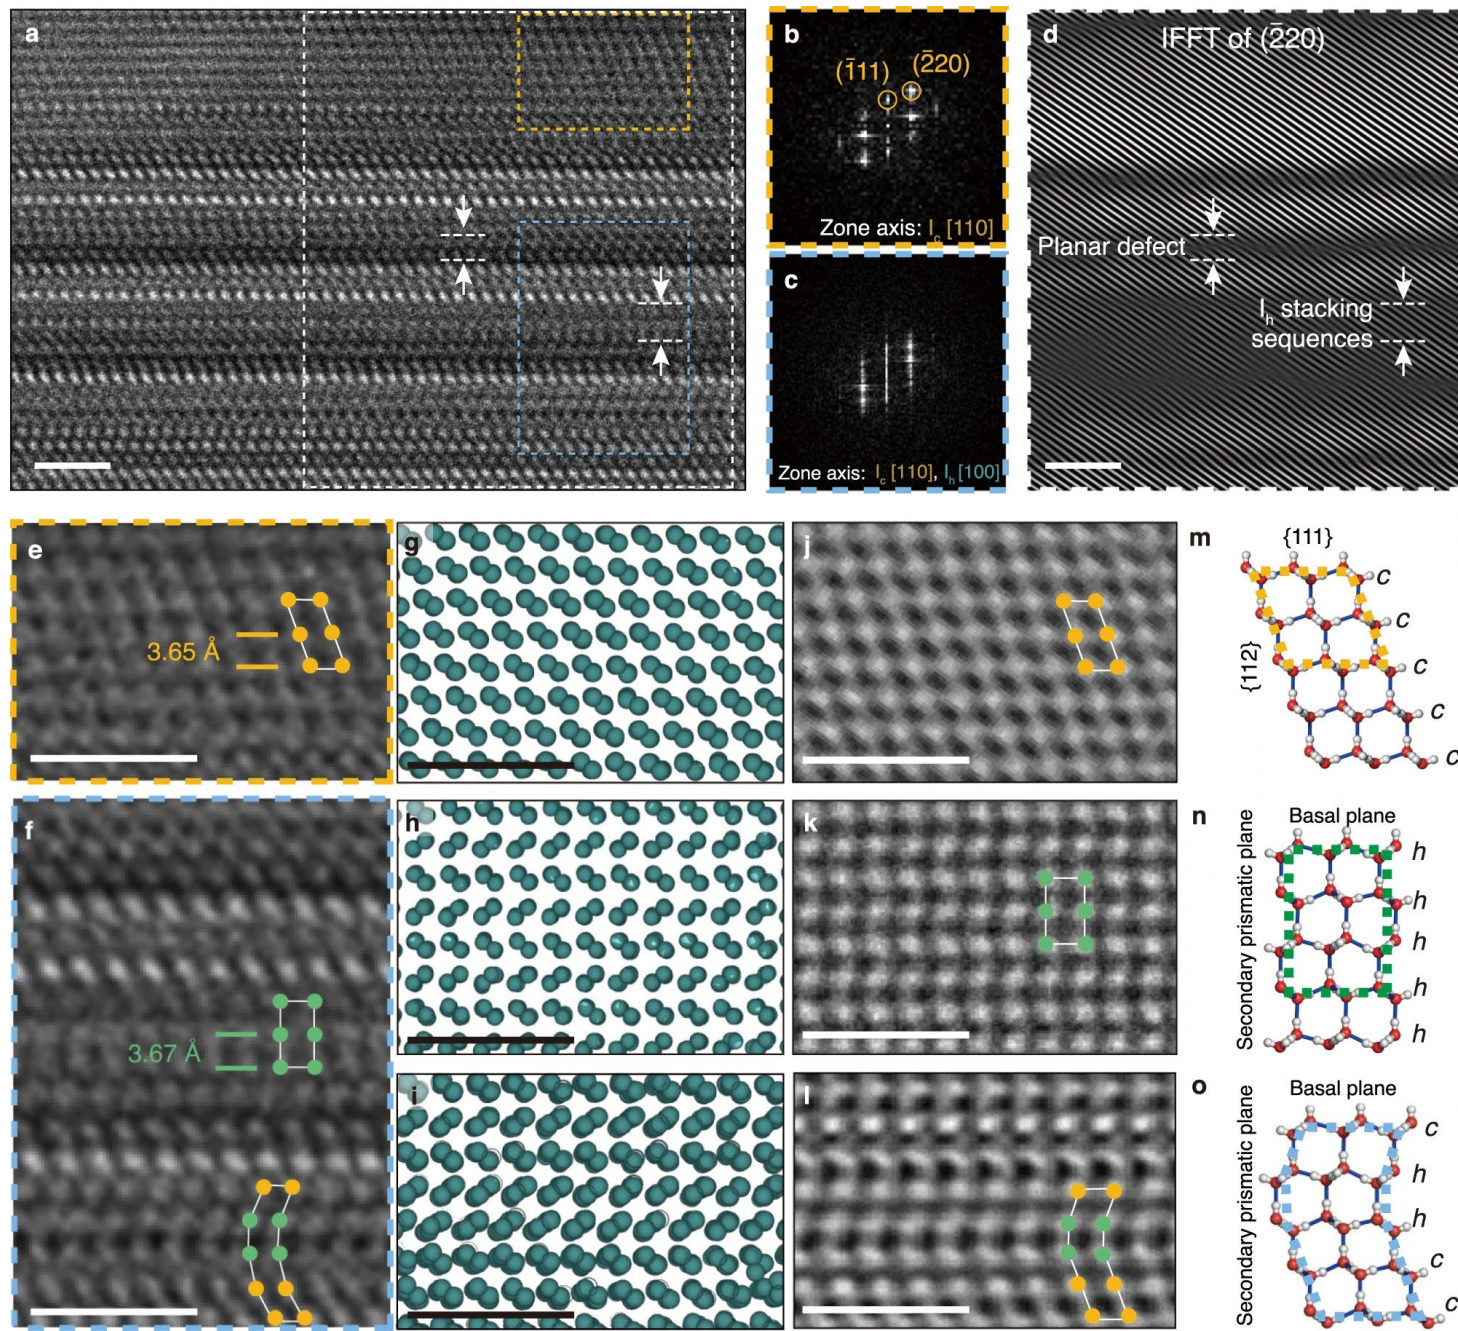 a
b
(1̄11)
(2̄20)
Zone axis: Ic [110]
c
Zone axis: Ic [110], Ih [100]
d
IFFT of (2̄20)
Planar defect
Ih stacking
sequences
e
3.65 Å
g
j
m
{111}
{112}
c
c
c
c
c
f
3.67 Å
h
k
n
Basal plane
Secondary prismatic plane
h
h
h
h
h
i
l
o
Basal plane
Secondary prismatic plane
c
h
h
c
c